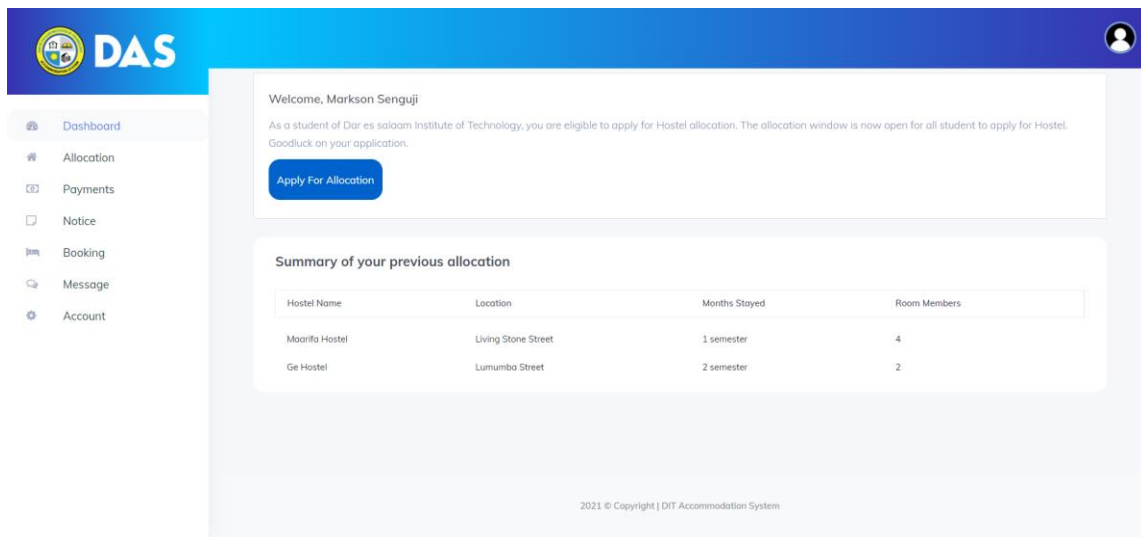 DAS
Dashboard
Allocation
Payments
Notice
Booking
Message
Account
Welcome, Markson Senguji
As a student of Dar es salaam Institute of Technology, you are eligible to apply for Hostel allocation. The allocation window is now open for all student to apply for Hostel.
Goodluck on your application.
Apply For Allocation
Summary of your previous allocation
Hostel Name Location Months Stayed Room Members
Maarifa Hostel Living Stone Street 1 semester 4
Ge Hostel Lumumba Street 2 semester 2
2021 © Copyright | DIT Accommodation System